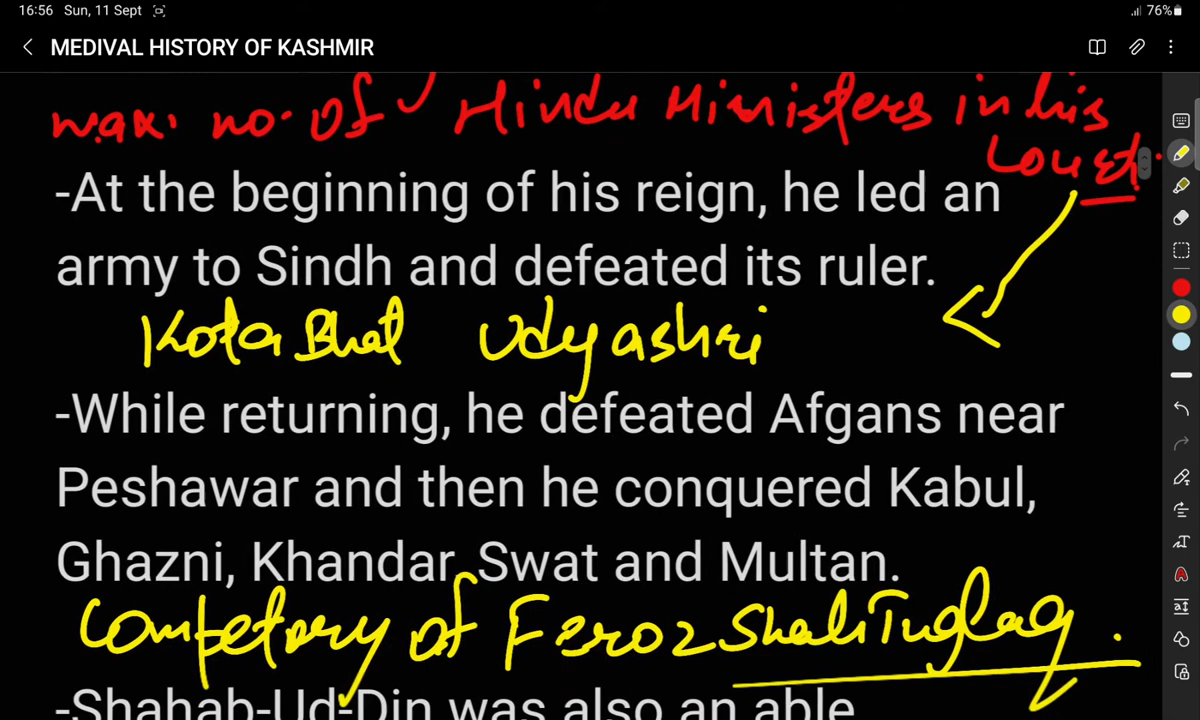 16:56 Sun, 11 Sept 76%
MEDIVAL HISTORY OF KASHMIR
max. no. of Hindu Ministers in his
Court.
-At the beginning of his reign, he led an
army to Sindh and defeated its ruler.
Kota Bhat Udyashri
-While returning, he defeated Afgans near
Peshawar and then he conquered Kabul,
Ghazni, Khandar, Swat and Multan.
Competory of Feroz Shah Tuglaq.
-Shahab-Ud-Din was also an able